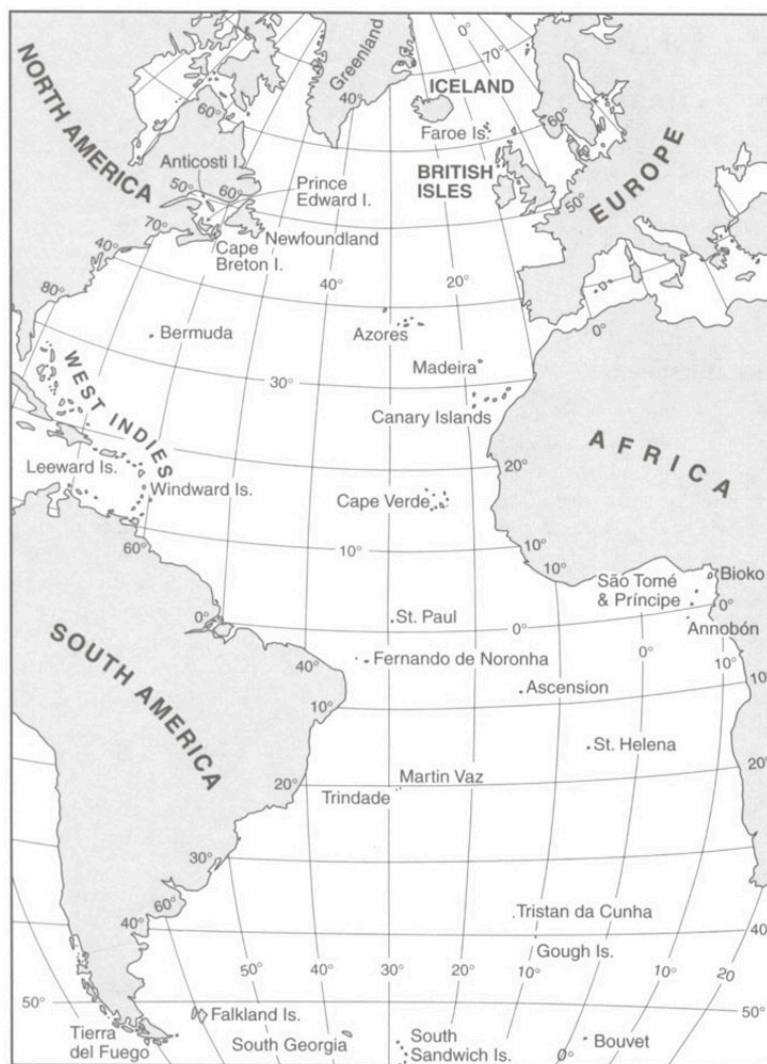 NORTH AMERICA
Greenland
0°
70°
ICELAND
60°
40°
Faroe Is.
60°
60°
BRITISH
ISLES
EUROPE
Anticosti I.
50°
60°
Prince
Edward I.
50°
70°
Newfoundland
40°
Cape
Breton I.
80°
40°
20°
0°
Bermuda
Azores
0°
Madeira
30°
WEST INDIES
Canary Islands
AFRICA
Leeward Is.
20°
Windward Is.
Cape Verde
60°
10°
10°
10°
São Tomé
& Príncipe
Bioko
0°
St. Paul
0°
0°
Annobón
SOUTH AMERICA
40°
Fernando de Noronha
0°
10°
10°
Ascension
10°
St. Helena
20°
Martin Vaz
20°
Trindade
30°
60°
Tristan da Cunha
40°
40°
Gough Is.
50°
40°
30°
20°
10°
10°
20
50°
Falkland Is.
50°
Tierra
del Fuego
South Georgia
South
Sandwich Is.
0°
Bouvet